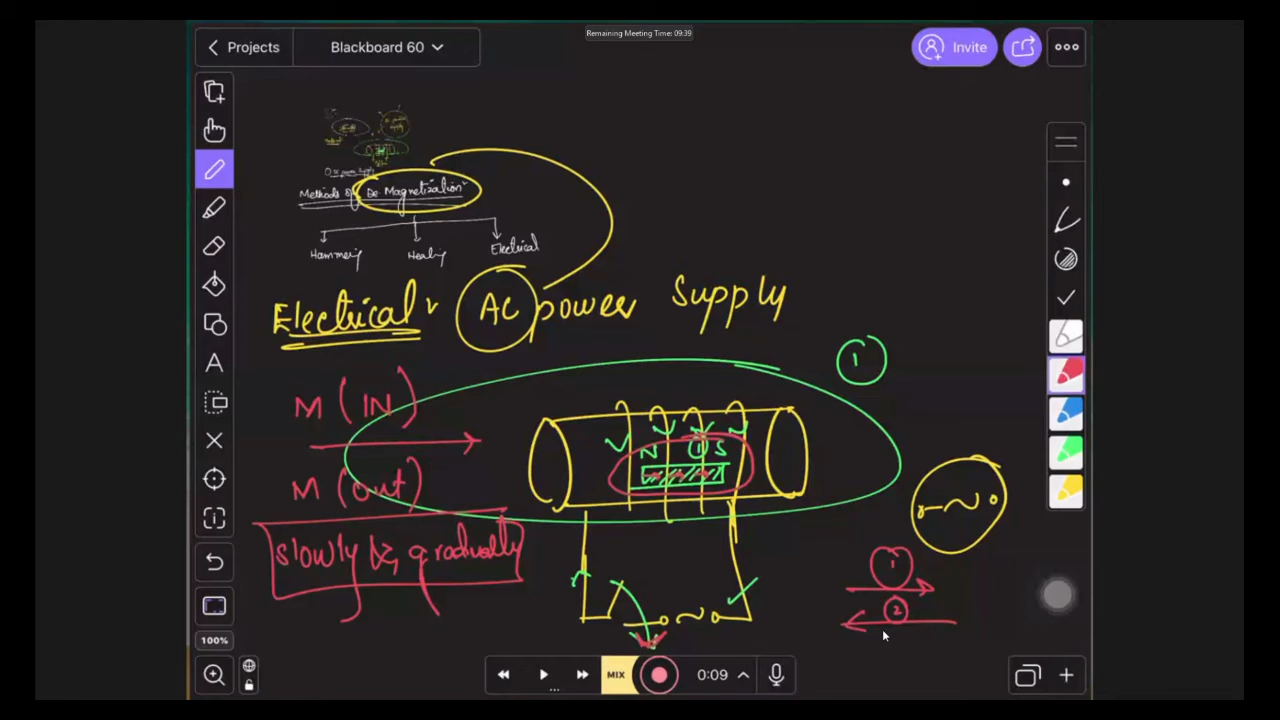 Remaining Meeting Time: 09:39
Projects
Blackboard 60
Invite
Methods of De Magnetization
Hammering
Heating
Electrical
Electrical AC power Supply
1
M (IN)
N 1 S
M (Out)
slowly & gradually
1
2
100%
MIX
0:09
A